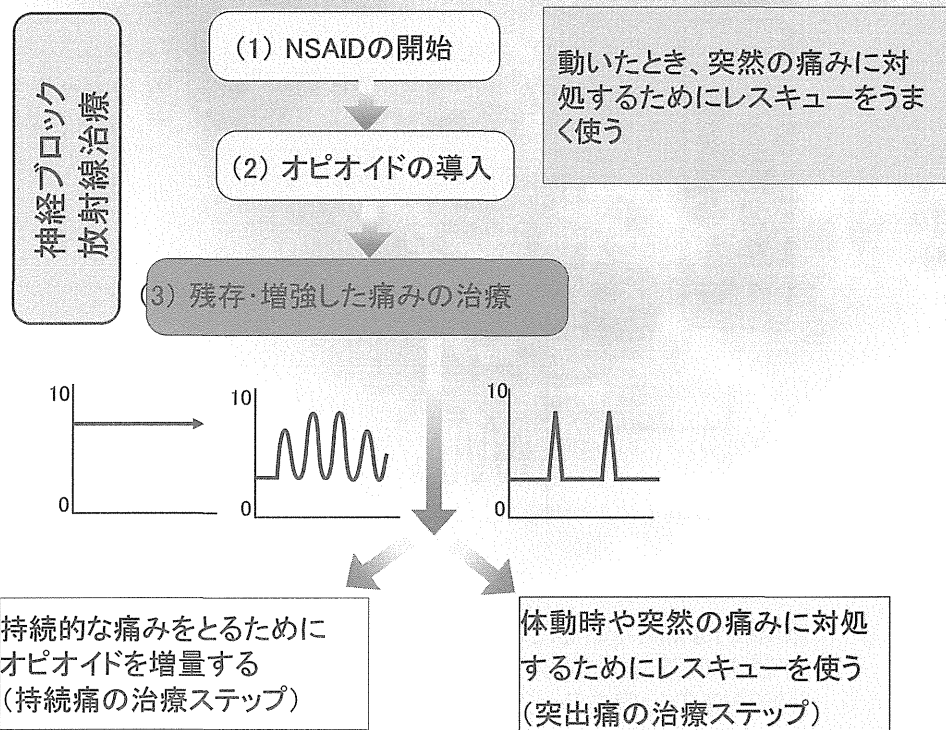 神経ブロック
放射線治療
(1) NSAIDの開始
(2) オピオイドの導入
(3) 残存・増強した痛みの治療
動いたとき、突然の痛みに対
処するためにレスキューをうま
く使う
10
0
10
0
10
0
持続的な痛みをとるために
オピオイドを増量する
(持続痛の治療ステップ)
体動時や突然の痛みに対処
するためにレスキューを使う
(突出痛の治療ステップ)